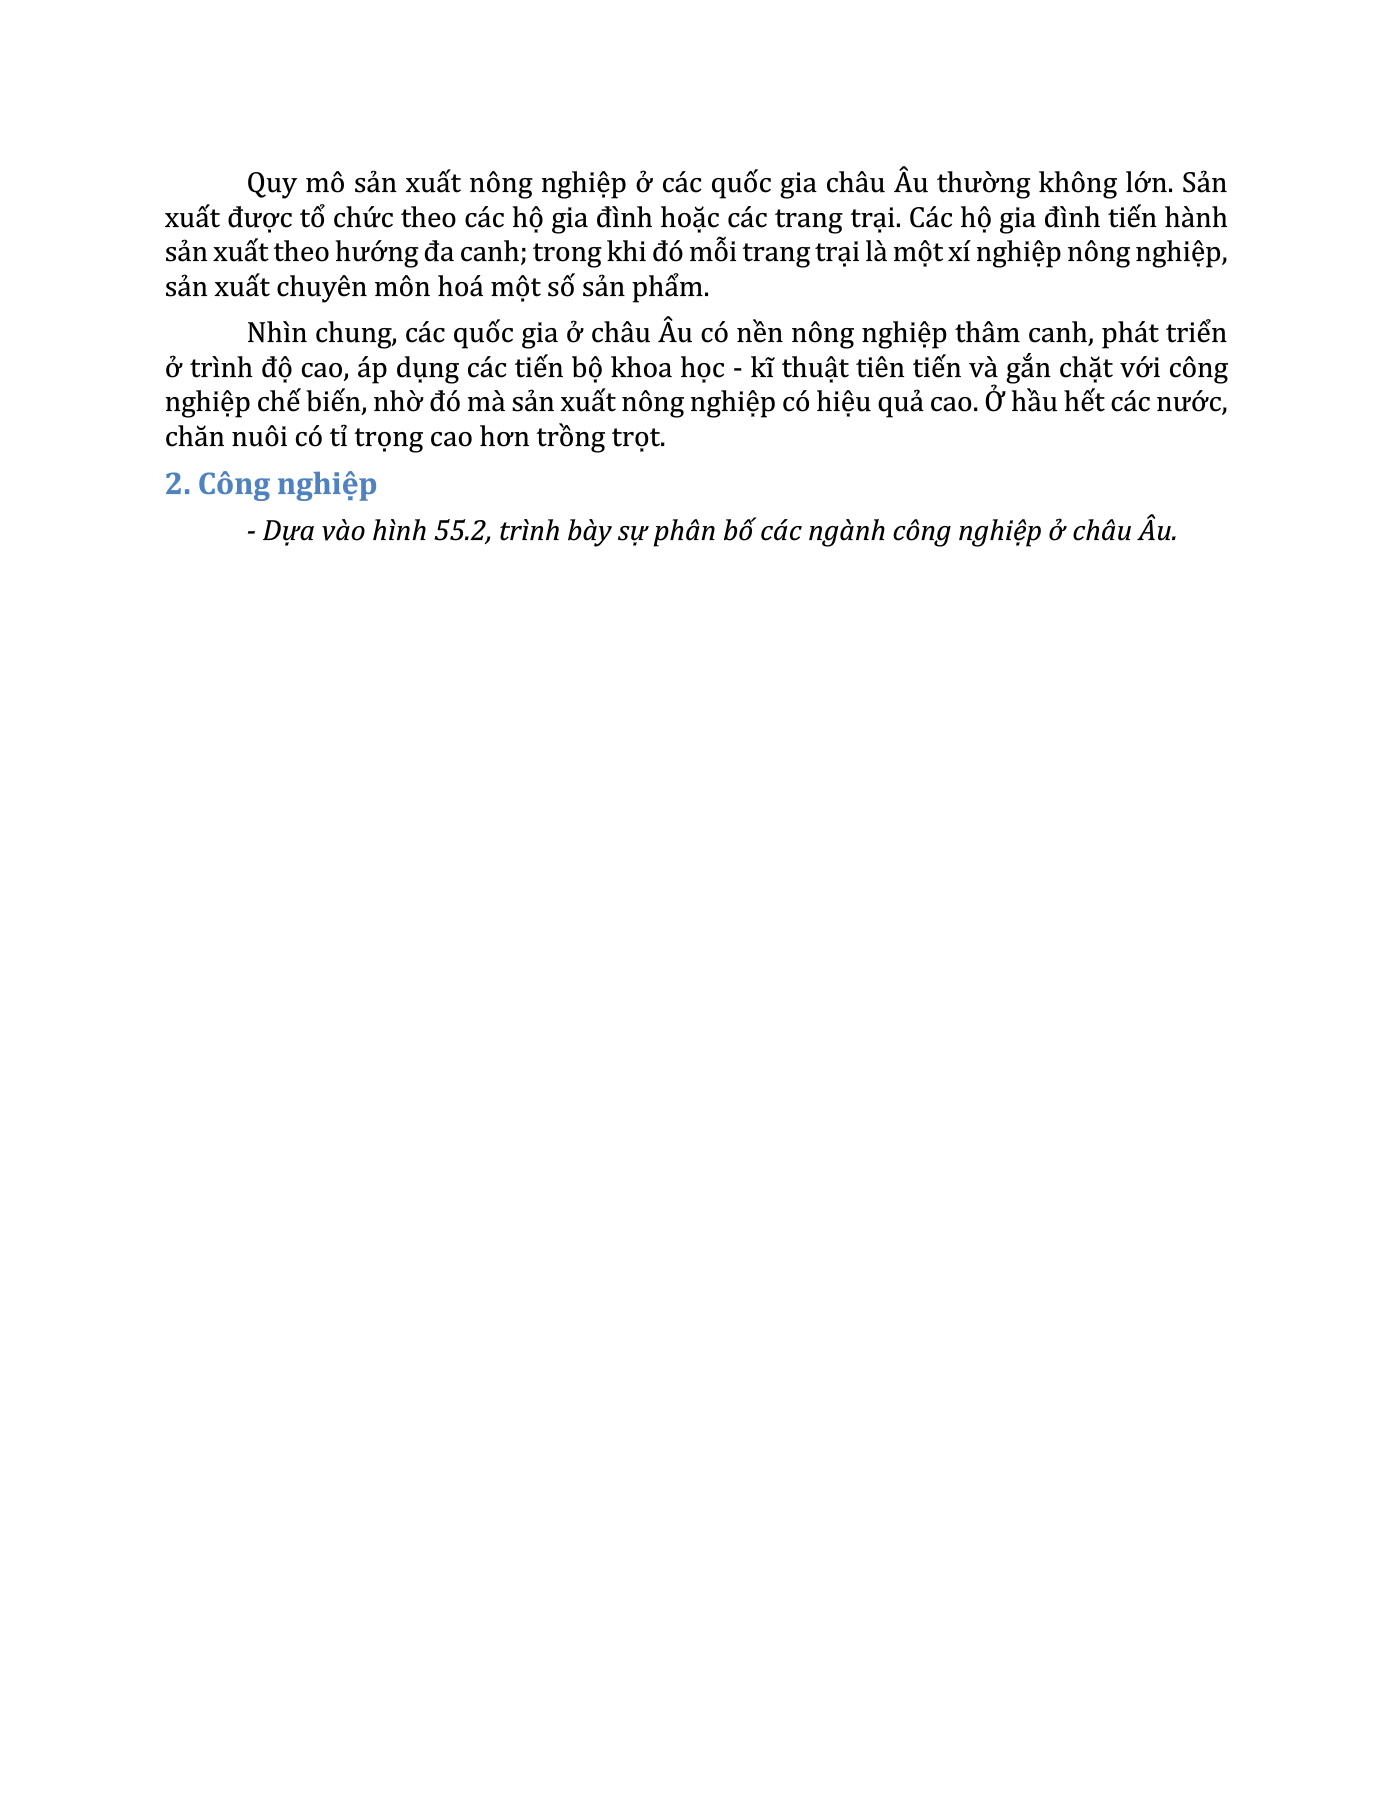 Quy mô sản xuất nông nghiệp ở các quốc gia châu Âu thường không lớn. Sản
xuất được tổ chức theo các hộ gia đình hoặc các trang trại. Các hộ gia đình tiến hành
sản xuất theo hướng đa canh; trong khi đó mỗi trang trại là một xí nghiệp nông nghiệp,
sản xuất chuyên môn hoá một số sản phẩm.
Nhìn chung, các quốc gia ở châu Âu có nền nông nghiệp thâm canh, phát triển
ở trình độ cao, áp dụng các tiến bộ khoa học - kĩ thuật tiên tiến và gắn chặt với công
nghiệp chế biến, nhờ đó mà sản xuất nông nghiệp có hiệu quả cao. Ở hầu hết các nước,
chăn nuôi có tỉ trọng cao hơn trồng trọt.
2. Công nghiệp
- Dựa vào hình 55.2, trình bày sự phân bố các ngành công nghiệp ở châu Âu.